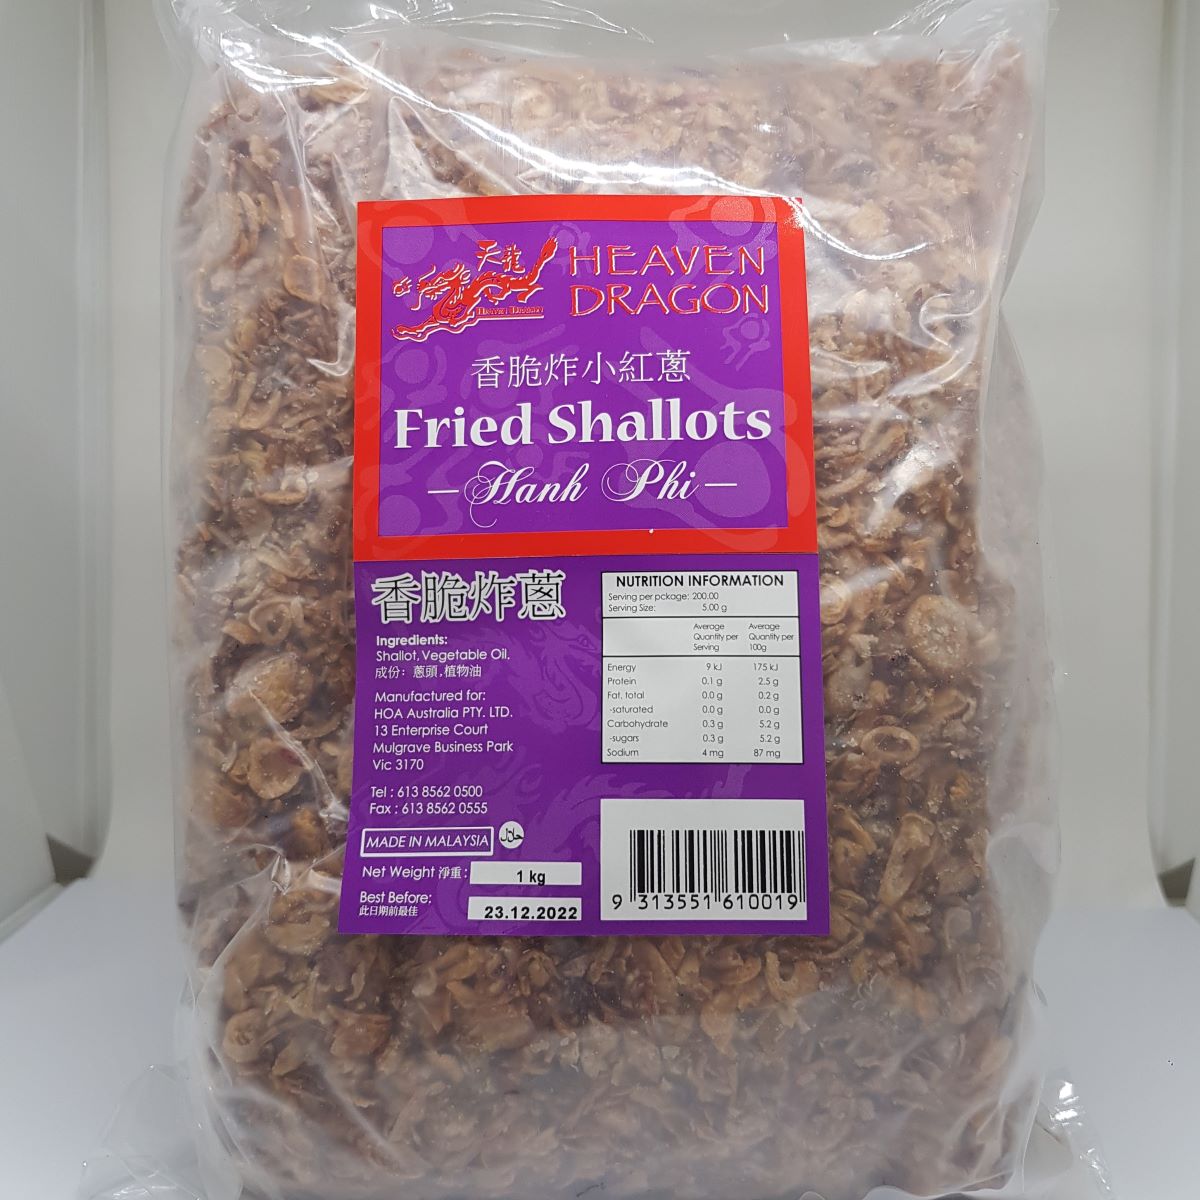 天龍
HEAVEN DRAGON
HEAVEN
DRAGON
香脆炸小紅蔥
Fried Shallots
-Hanh Phi-
香脆炸蔥
Ingredients:
Shallot, Vegetable Oil.
成份: 蔥頭,植物油
Manufactured for:
HOA Australia PTY. LTD.
13 Enterprise Court
Mulgrave Business Park
Vic 3170
Tel : 613 8562 0500
Fax : 613 8562 0555
MADE IN MALAYSIA حلال
Net Weight 淨重: 1 kg
Best Before:
此日期前最佳 23.12.2022
NUTRITION INFORMATION
Serving per pckage: 200.00
Serving Size: 5.00 g
Average Quantity per Serving
Average Quantity per 100g
Energy 9 kJ 175 kJ
Protein 0.1 g 2.5 g
Fat, total 0.0 g 0.2 g
-saturated 0.0 g 0.0 g
Carbohydrate 0.3 g 5.2 g
-sugars 0.3 g 5.2 g
Sodium 4 mg 87 mg
9 313551 610019